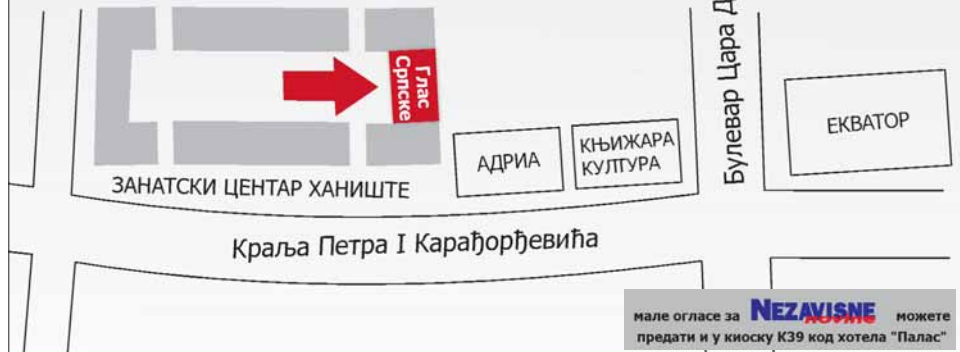 Глас
Српске
Булевар Цара Д
ЕКВАТОР
АДРИА
КЊИЖАРА
КУЛТУРА
ЗАНАТСКИ ЦЕНТАР ХАНИШТЕ
Краља Петра I Карађорђевића
мале огласе за NEZAVISNE novine можете
предати и у киоску К39 код хотела "Палас"